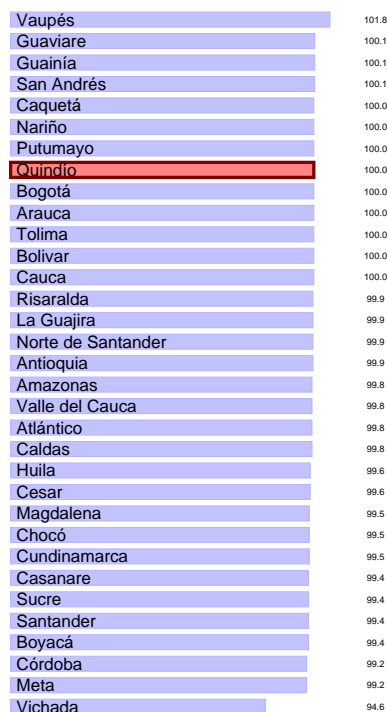 Vaupés 101.8
Guaviare 100.1
Guainía 100.1
San Andrés 100.1
Caquetá 100.0
Nariño 100.0
Putumayo 100.0
Quindío 100.0
Bogotá 100.0
Arauca 100.0
Tolima 100.0
Bolivar 100.0
Cauca 100.0
Risaralda 99.9
La Guajira 99.9
Norte de Santander 99.9
Antioquia 99.9
Amazonas 99.8
Valle del Cauca 99.8
Atlántico 99.8
Caldas 99.8
Huila 99.6
Cesar 99.6
Magdalena 99.5
Chocó 99.5
Cundinamarca 99.5
Casanare 99.4
Sucre 99.4
Santander 99.4
Boyacá 99.4
Córdoba 99.2
Meta 99.2
Vichada 94.6